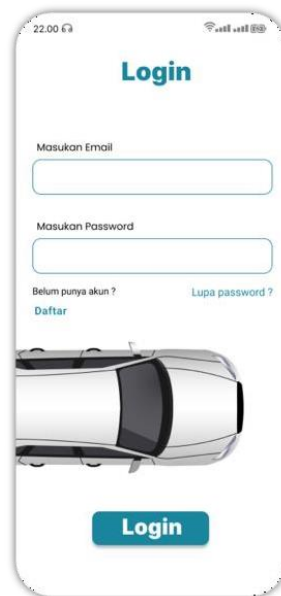 22.00
Login
Masukan Email
Masukan Password
Belum punya akun ?
Lupa password ?
Daftar
Login